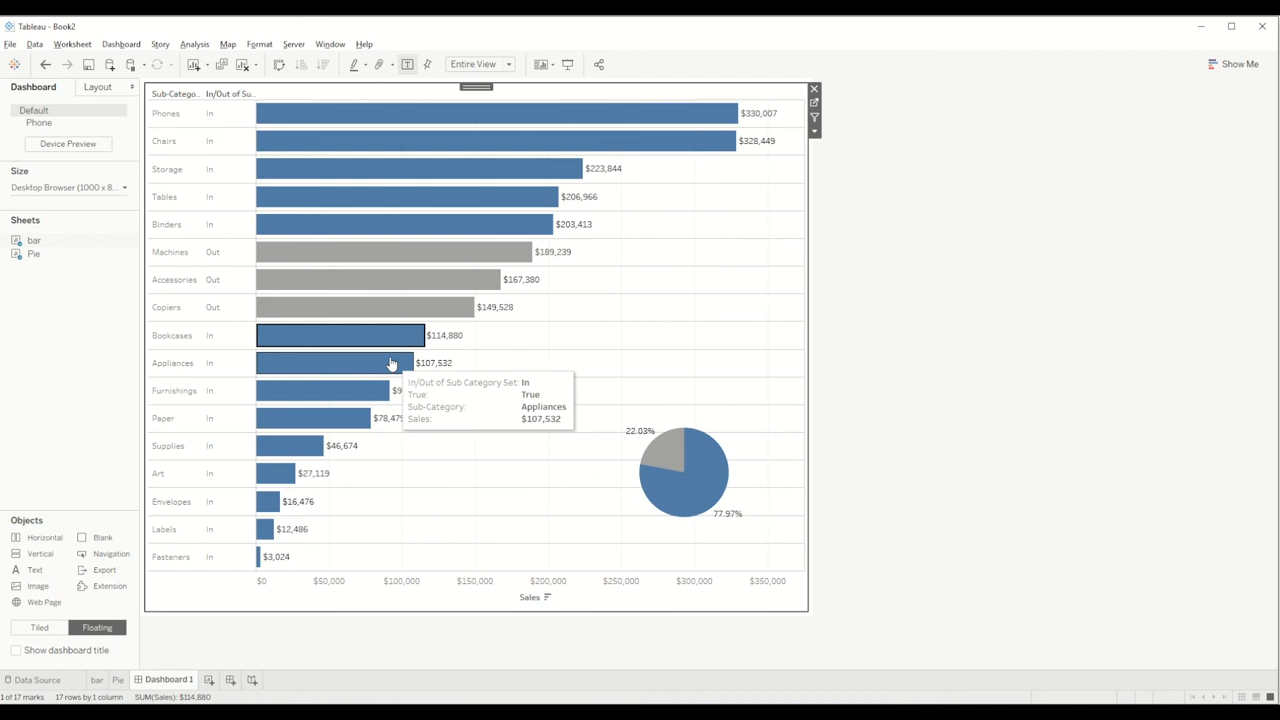 Tableau - Book2
File Data Worksheet Dashboard Story Analysis Map Format Server Window Help
Entire View
Show Me
Dashboard Layout
Default
Phone
Device Preview
Size
Desktop Browser (1000 x 8...
Sheets
bar
Pie
Sub-Catego.. In/Out of Su..
Phones In $330,007
Chairs In $328,449
Storage In $223,844
Tables In $206,966
Binders In $203,413
Machines Out $189,239
Accessories Out $167,380
Copiers Out $149,528
Bookcases In $114,880
Appliances In $107,532
Furnishings In $9
Paper In $78,479
Supplies In $46,674
Art In $27,119
Envelopes In $16,476
Labels In $12,486
Fasteners In $3,024
In/Out of Sub Category Set: In
True: True
Sub-Category: Appliances
Sales: $107,532
22.03%
77.97%
$0 $50,000 $100,000 $150,000 $200,000 $250,000 $300,000 $350,000
Sales
Objects
Horizontal Blank
Vertical Navigation
Text Export
Image Extension
Web Page
Tiled Floating
Show dashboard title
Data Source bar Pie Dashboard 1
1 of 17 marks 17 rows by 1 column SUM(Sales): $114,880